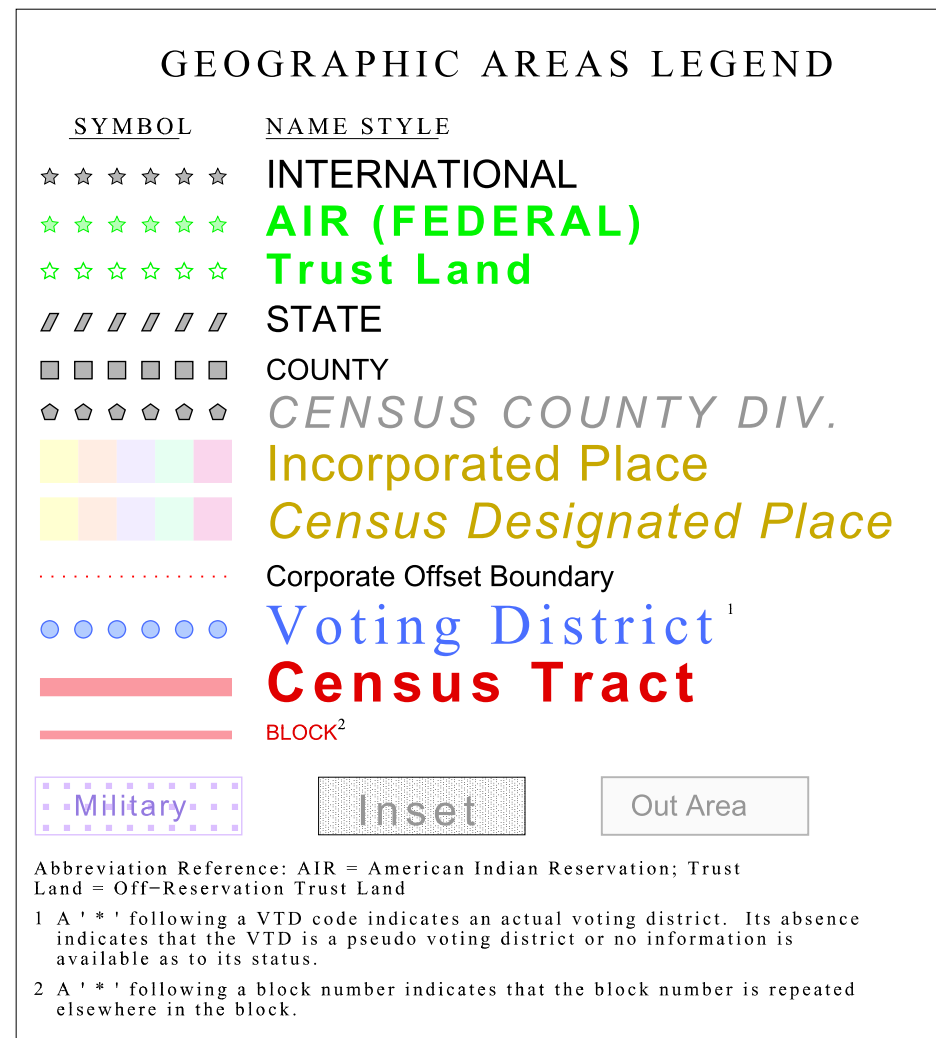 GEOGRAPHIC AREAS LEGEND
SYMBOL NAME STYLE
INTERNATIONAL
AIR (FEDERAL)
Trust Land
STATE
COUNTY
CENSUS COUNTY DIV.
Incorporated Place
Census Designated Place
Corporate Offset Boundary
Voting District 1
Census Tract
BLOCK2
Military Inset Out Area
Abbreviation Reference: AIR = American Indian Reservation; Trust
Land = Off−Reservation Trust Land
1 A ' * ' following a VTD code indicates an actual voting district. Its absence
indicates that the VTD is a pseudo voting district or no information is
available as to its status.
2 A ' * ' following a block number indicates that the block number is repeated
elsewhere in the block.